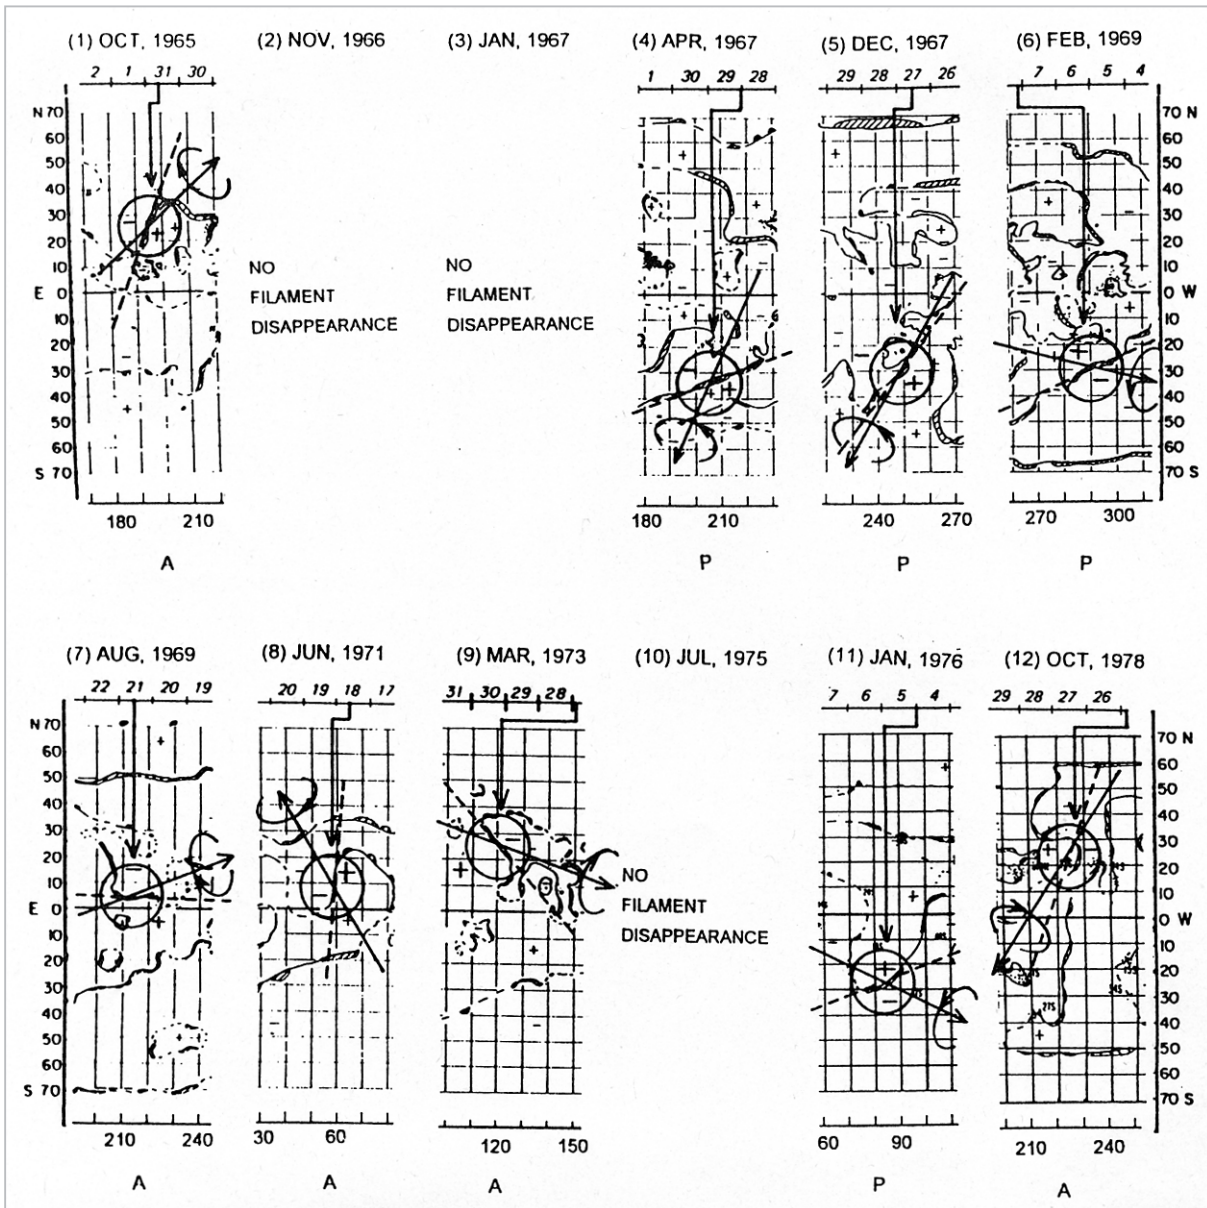 (1) OCT, 1965
(2) NOV, 1966
(3) JAN, 1967
(4) APR, 1967
(5) DEC, 1967
(6) FEB, 1969
2 1 31 30
1 30 29 28
29 28 27 26
7 6 5 4
N 70
60
50
40
30
20
10
E 0
10
20
30
40
50
60
S 70
NO
FILAMENT
DISAPPEARANCE
NO
FILAMENT
DISAPPEARANCE
70 N
60
50
40
30
20
10
0 W
10
20
30
40
50
60
70 S
180 210
180 210
240 270
270 300
A
P
P
P
(7) AUG, 1969
(8) JUN, 1971
(9) MAR, 1973
(10) JUL, 1975
(11) JAN, 1976
(12) OCT, 1978
22 21 20 19
20 19 18 17
31 30 29 28
7 6 5 4
29 28 27 26
N 70
60
50
40
30
20
10
E 0
10
20
30
40
50
60
S 70
NO
FILAMENT
DISAPPEARANCE
70 N
60
50
40
30
20
10
0 W
10
20
30
40
50
60
70 S
210 240
30 60
120 150
60 90
210 240
A
A
A
P
A